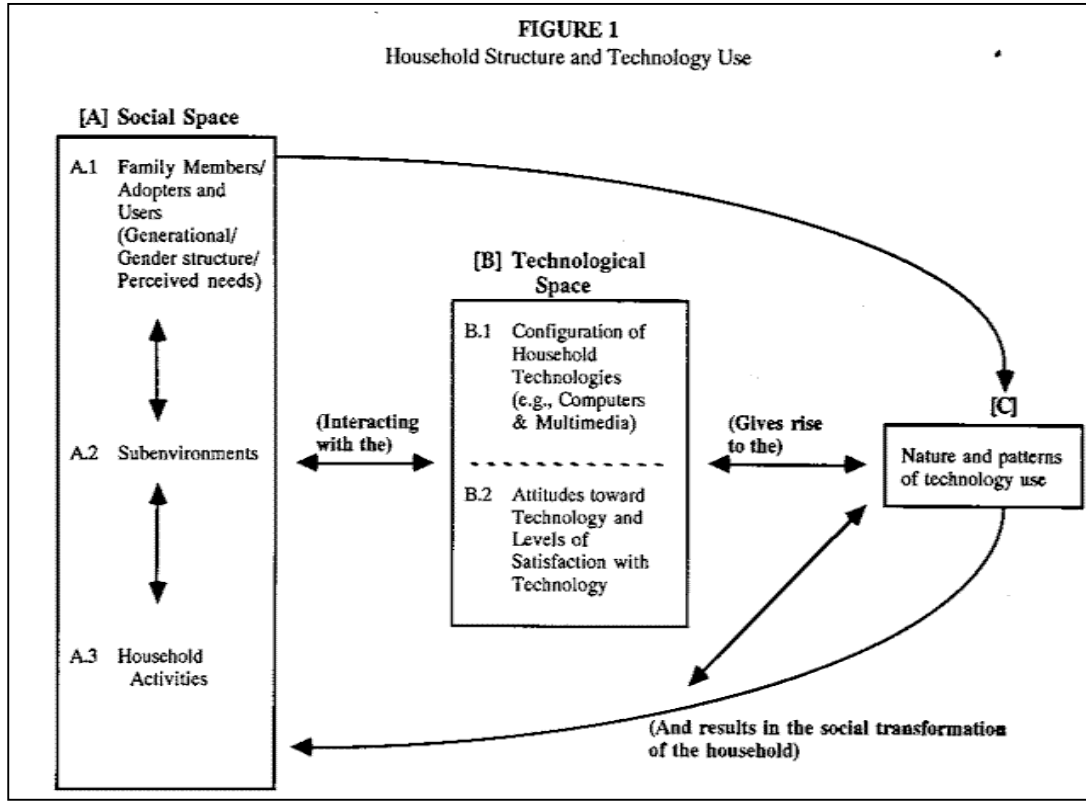 FIGURE 1
Household Structure and Technology Use
[A] Social Space
A.1 Family Members/
Adopters and
Users
(Generational/
Gender structure/
Perceived needs)
A.2 Subenvironments
A.3 Household
Activities
(Interacting
with the)
[B] Technological
Space
B.1 Configuration of
Household
Technologies
(e.g., Computers
& Multimedia)
B.2 Attitudes toward
Technology and
Levels of
Satisfaction with
Technology
(Gives rise
to the)
[C]
Nature and patterns
of technology use
(And results in the social transformation
of the household)